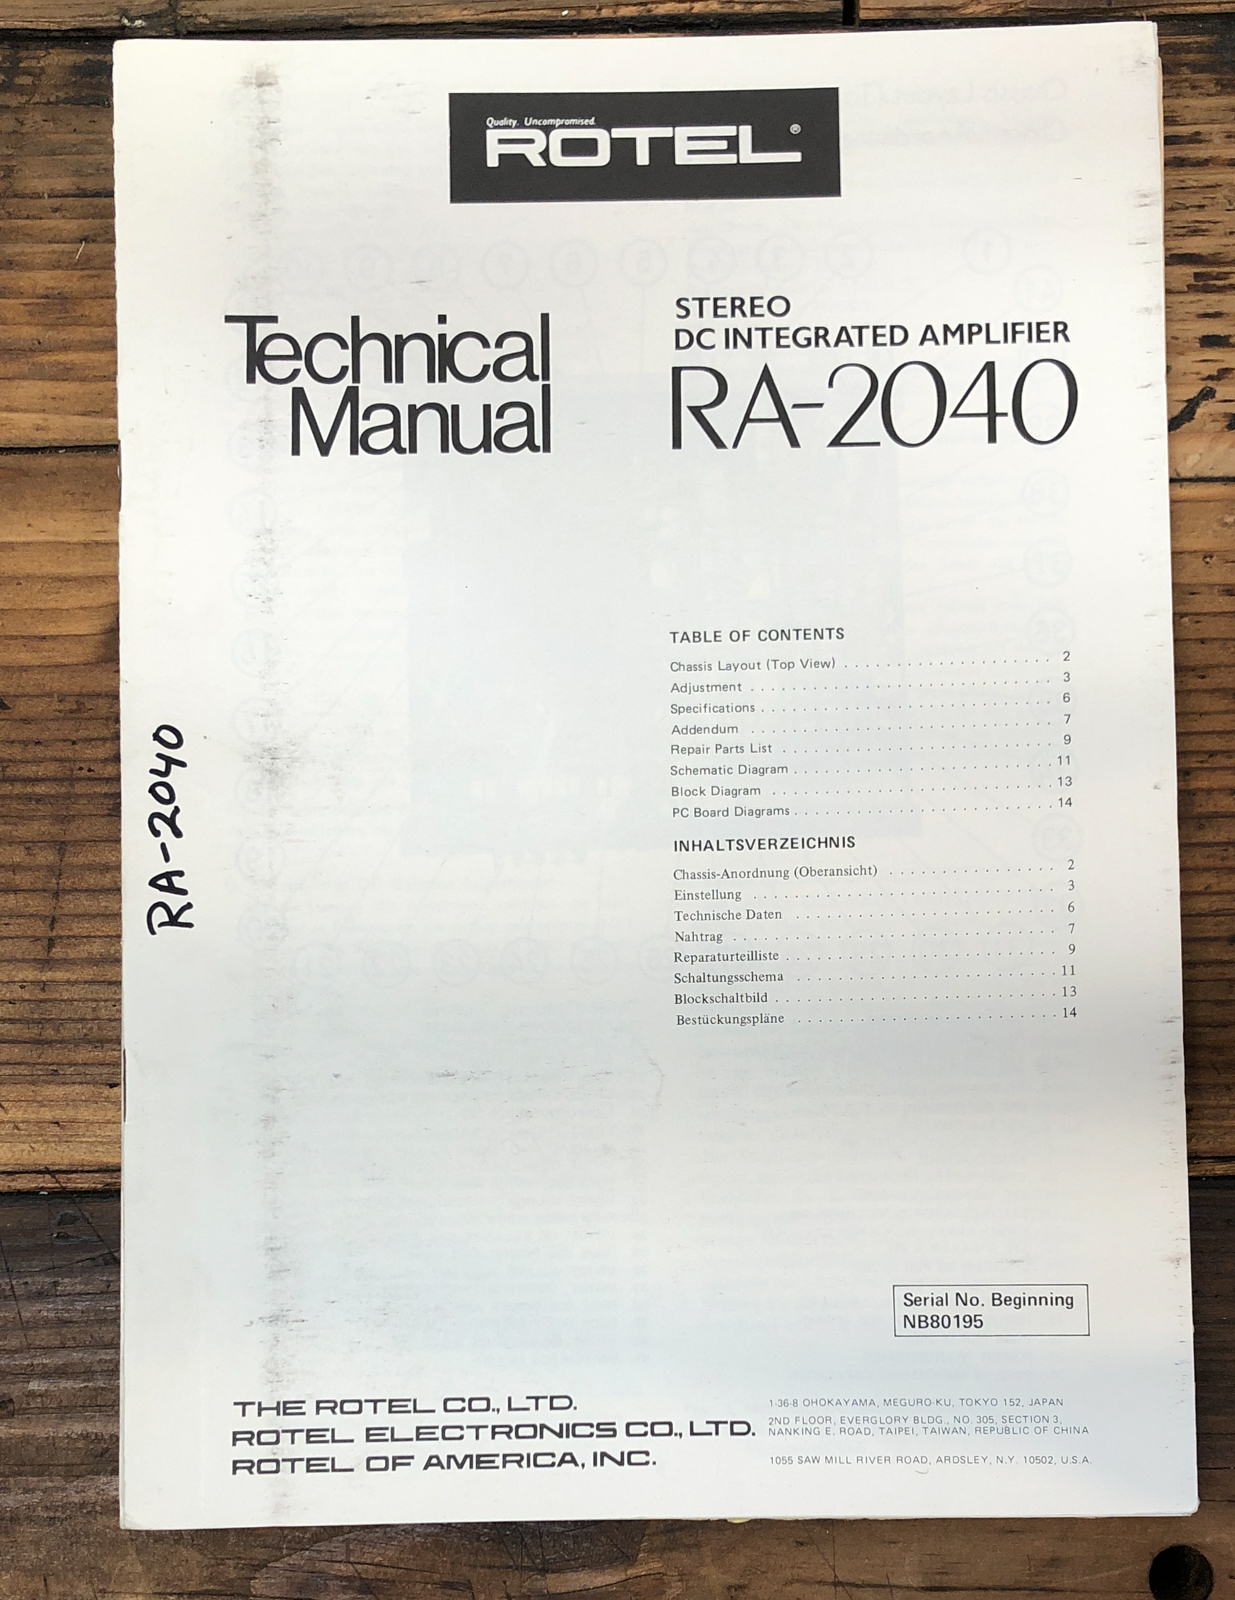 Quality. Uncompromised.
ROTEL®
Technical
Manual
STEREO
DC INTEGRATED AMPLIFIER
RA-2040
TABLE OF CONTENTS
Chassis Layout (Top View) . . . . . . . . . . . . . . . . . . . . 2
Adjustment . . . . . . . . . . . . . . . . . . . . . . . . . . . . . 3
Specifications . . . . . . . . . . . . . . . . . . . . . . . . . . . . 6
Addendum . . . . . . . . . . . . . . . . . . . . . . . . . . . . . 7
Repair Parts List . . . . . . . . . . . . . . . . . . . . . . . . . . 9
Schematic Diagram . . . . . . . . . . . . . . . . . . . . . . . . 11
Block Diagram . . . . . . . . . . . . . . . . . . . . . . . . . . . 13
PC Board Diagrams . . . . . . . . . . . . . . . . . . . . . . . . 14
INHALTSVERZEICHNIS
Chassis-Anordnung (Oberansicht) . . . . . . . . . . . . . . . . 2
Einstellung . . . . . . . . . . . . . . . . . . . . . . . . . . . . . 3
Technische Daten . . . . . . . . . . . . . . . . . . . . . . . . . 6
Nahtrag . . . . . . . . . . . . . . . . . . . . . . . . . . . . . . . 7
Reparaturteilliste . . . . . . . . . . . . . . . . . . . . . . . . . . 9
Schaltungsschema . . . . . . . . . . . . . . . . . . . . . . . . . 11
Blockschaltbild . . . . . . . . . . . . . . . . . . . . . . . . . . . 13
Bestückungspläne . . . . . . . . . . . . . . . . . . . . . . . . . 14
RA-2040
Serial No. Beginning
NB80195
THE ROTEL CO., LTD. 1-36-8 OHOKAYAMA, MEGURO-KU, TOKYO 152, JAPAN
ROTEL ELECTRONICS CO., LTD. 2ND FLOOR, EVERGLORY BLDG., NO. 305, SECTION 3,
NANKING E. ROAD, TAIPEI, TAIWAN, REPUBLIC OF CHINA
ROTEL OF AMERICA, INC. 1055 SAW MILL RIVER ROAD, ARDSLEY, N.Y. 10502, U.S.A.